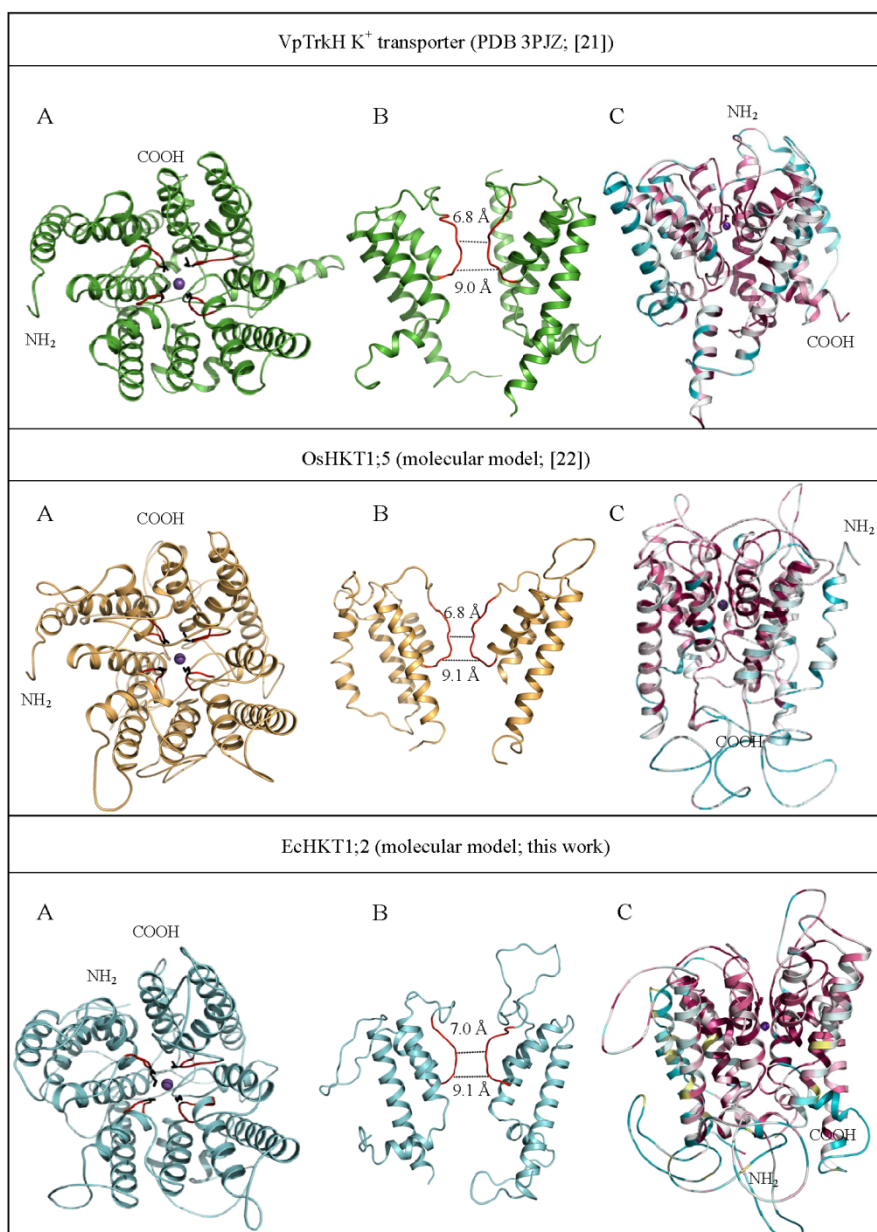 VpTrkH K⁺ transporter (PDB 3PJZ; [21])
A
B
C
COOH
NH₂
6.8 Å
9.0 Å
NH₂
COOH
OsHKT1;5 (molecular model; [22])
A
B
C
COOH
NH₂
6.8 Å
9.1 Å
NH₂
COOH
EcHKT1;2 (molecular model; this work)
A
B
C
COOH
NH₂
7.0 Å
9.1 Å
COOH
NH₂